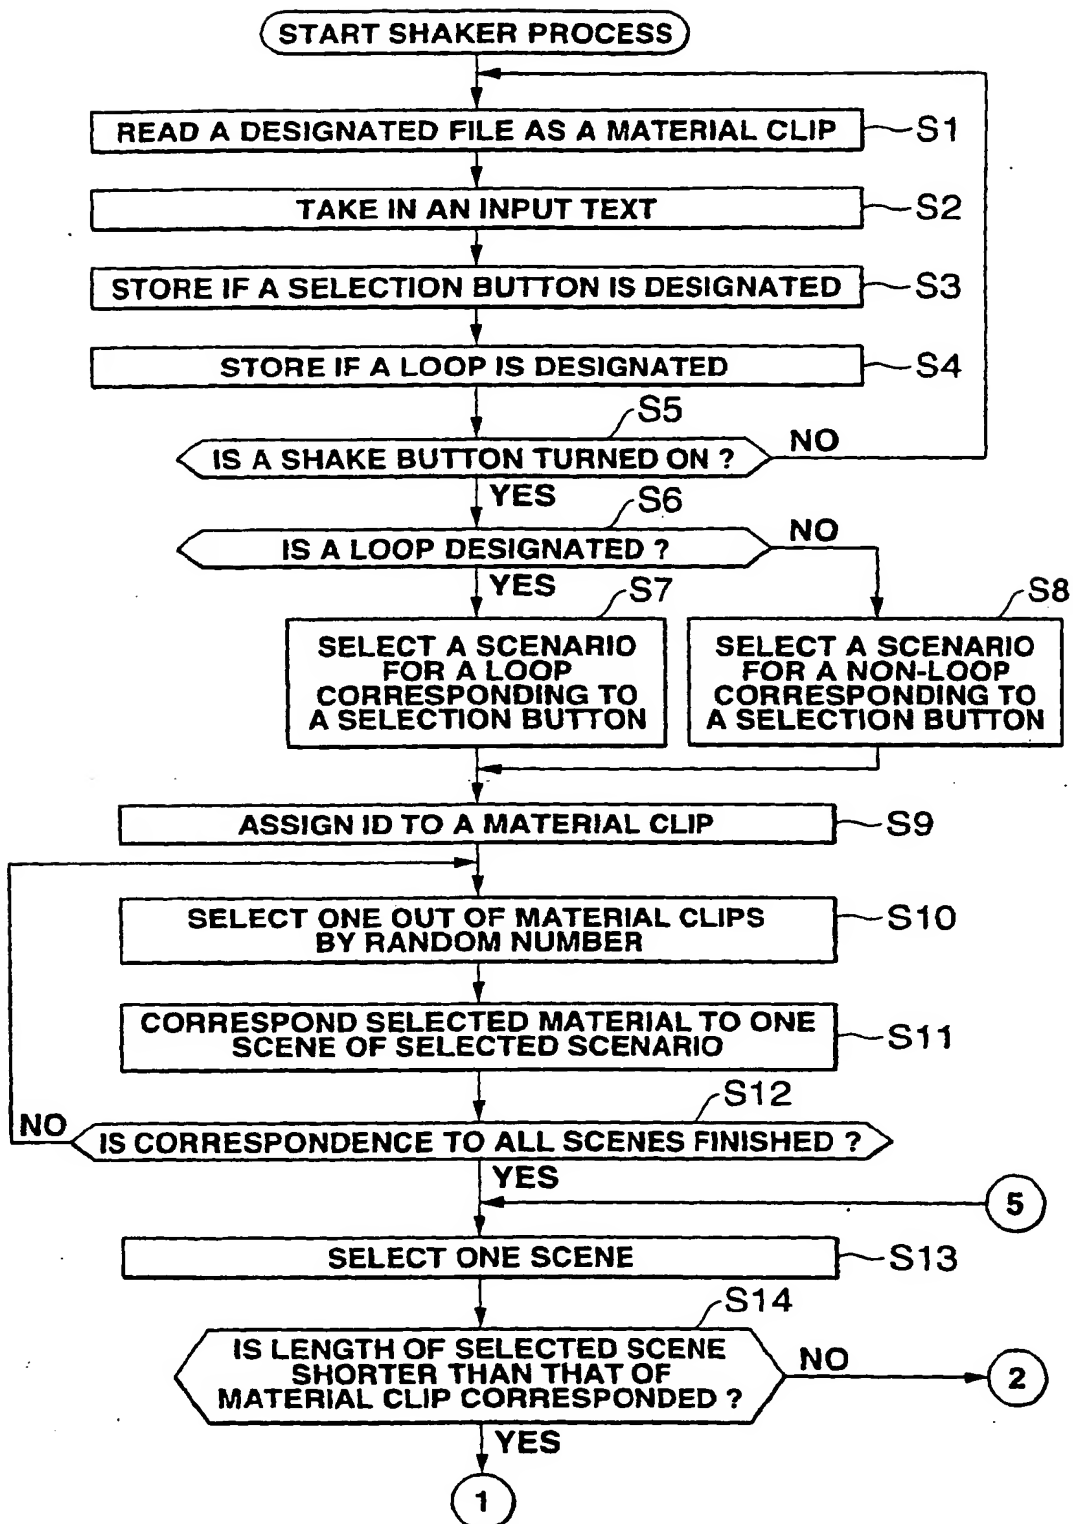 START SHAKER PROCESS
READ A DESIGNATED FILE AS A MATERIAL CLIP
S1
TAKE IN AN INPUT TEXT
S2
STORE IF A SELECTION BUTTON IS DESIGNATED
S3
STORE IF A LOOP IS DESIGNATED
S4
S5
IS A SHAKE BUTTON TURNED ON ?
NO
YES
S6
IS A LOOP DESIGNATED ?
NO
YES
S7
SELECT A SCENARIO
FOR A LOOP
CORRESPONDING TO
A SELECTION BUTTON
S8
SELECT A SCENARIO
FOR A NON-LOOP
CORRESPONDING TO
A SELECTION BUTTON
ASSIGN ID TO A MATERIAL CLIP
S9
SELECT ONE OUT OF MATERIAL CLIPS
BY RANDOM NUMBER
S10
CORRESPOND SELECTED MATERIAL TO ONE
SCENE OF SELECTED SCENARIO
S11
S12
NO
IS CORRESPONDENCE TO ALL SCENES FINISHED ?
YES
5
SELECT ONE SCENE
S13
S14
IS LENGTH OF SELECTED SCENE
SHORTER THAN THAT OF
MATERIAL CLIP CORRESPONDED ?
NO
2
YES
1